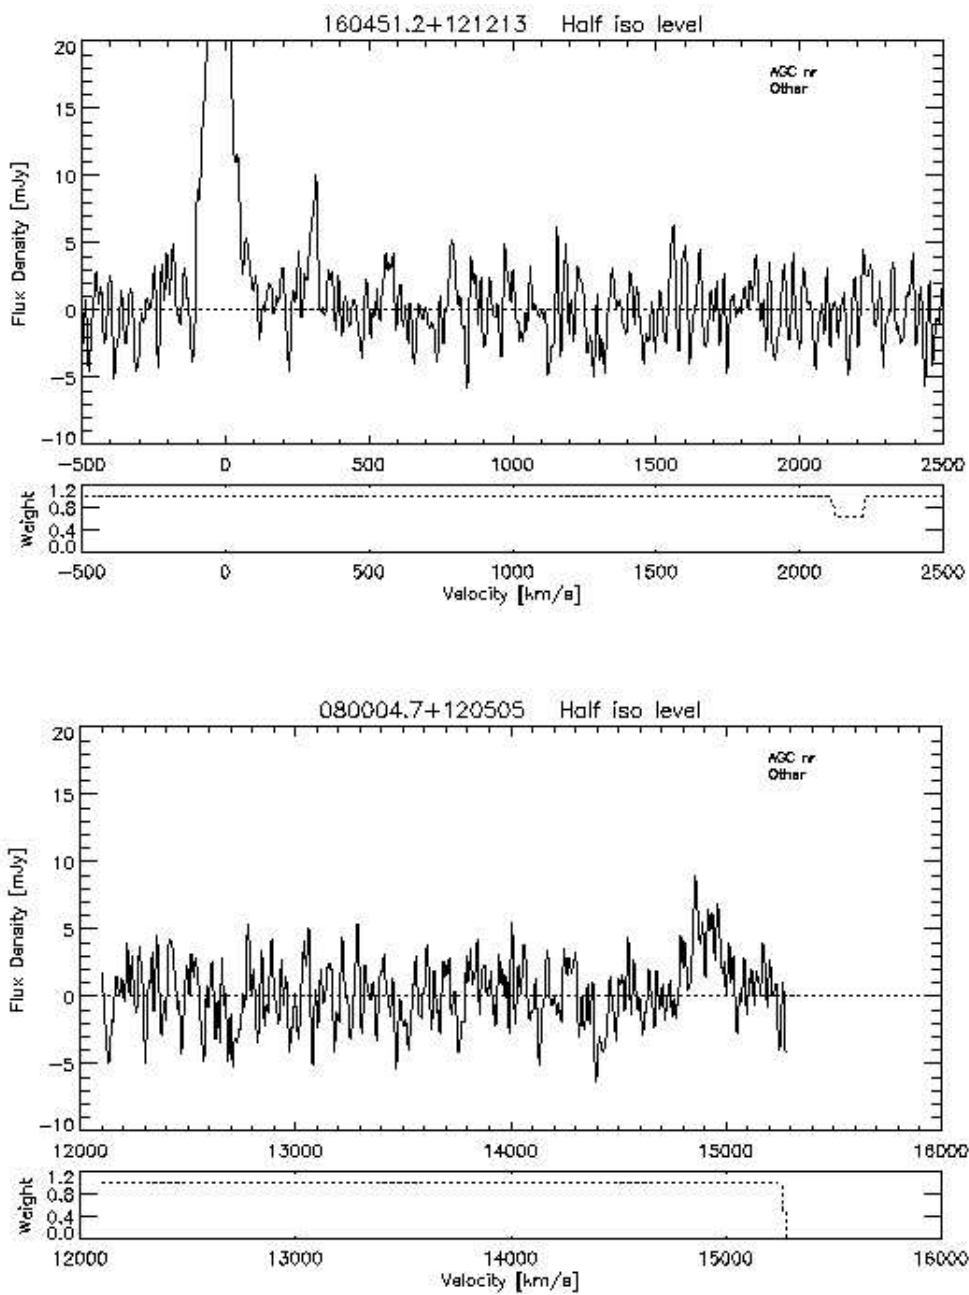 160451.2+121213 Half iso level
20
AGC nr
Other
15
10
5
0
−5
−10
Flux Density [mJy]
−500 0 500 1000 1500 2000 2500
1.2
0.8
0.4
0.0
Weight
−500 0 500 1000 1500 2000 2500
Velocity [km/s]
080004.7+120505 Half iso level
20
AGC nr
Other
15
10
5
0
−5
−10
Flux Density [mJy]
12000 13000 14000 15000 16000
1.2
0.8
0.4
0.0
Weight
12000 13000 14000 15000 16000
Velocity [km/s]